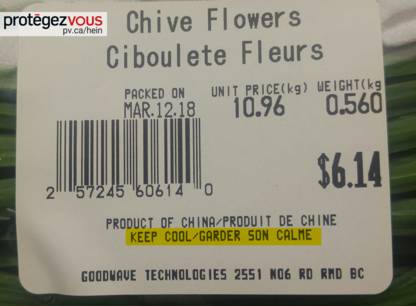 protégezvous
pv.ca/hein
Chive Flowers
Ciboulete Fleurs
PACKED ON
MAR.12.18
UNIT PRICE(kg)
10.96
WEIGHT(kg
0.560
$6.14
2 57245 60614 0
PRODUCT OF CHINA/PRODUIT DE CHINE
KEEP COOL/GARDER SON CALME
GOODWAVE TECHNOLOGIES 2551 NO6 RD RMD BC